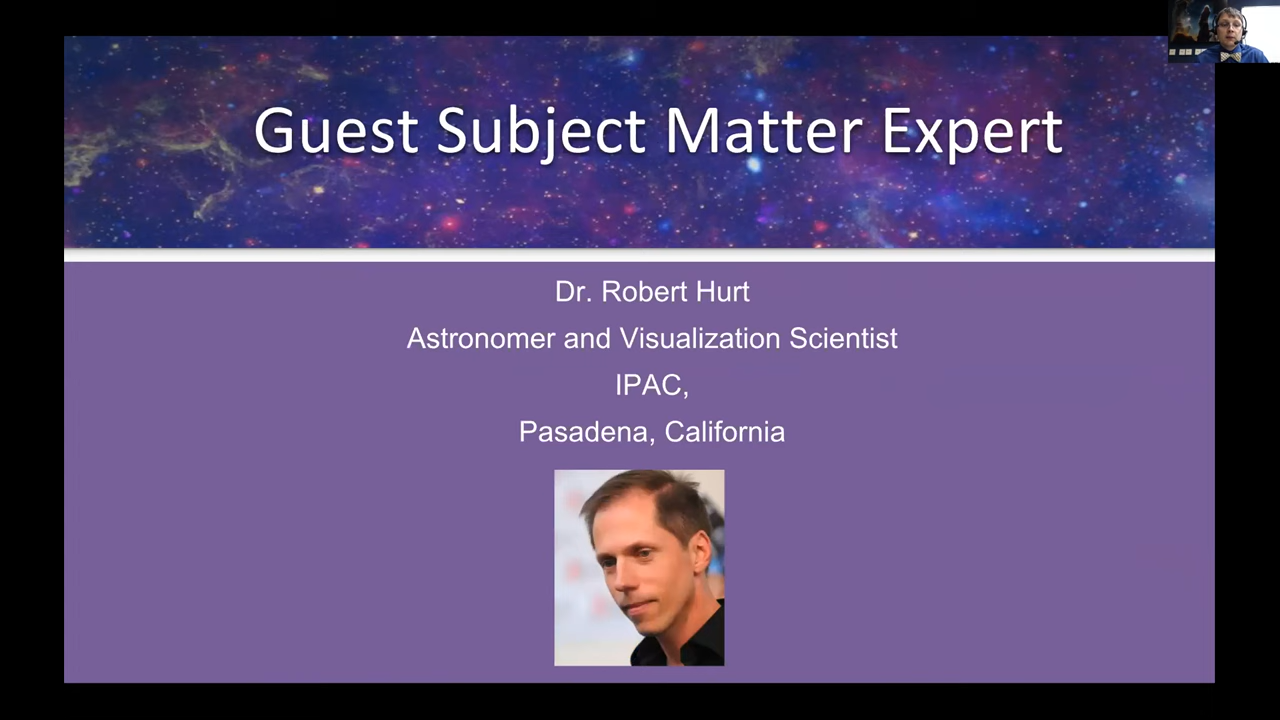 Guest Subject Matter Expert
Dr. Robert Hurt
Astronomer and Visualization Scientist
IPAC,
Pasadena, California